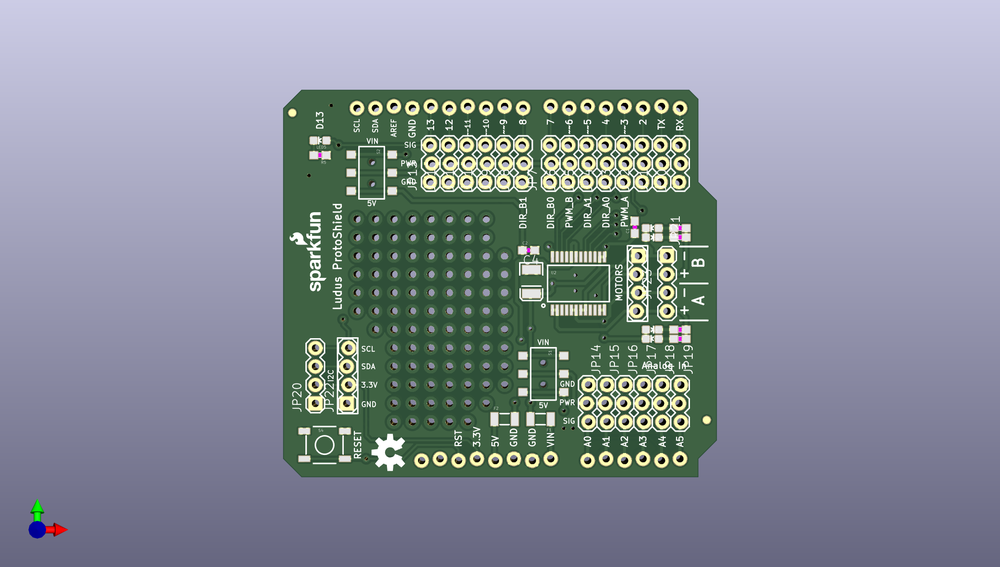 D13
SCL
SDA
AREF
GND
13
12
11
10
9
8
7
6
5
4
3
2
TX
RX
VIN
SIG
PWR
GND
5V
DIR_B1
DIR_B0
PWM_B
DIR_A1
DIR_A0
PWM_A
sparkfun
Ludus ProtoShield
MOTORS
+ - - +
B
A
VIN
5V
JP14
JP15
JP16
JP17
JP18
JP19
Analog In
GND
PWR
SIG
JP20
JP22
I2C
SCL
SDA
3.3V
GND
RESET
RST
3.3V
5V
GND
GND
VIN
A0
A1
A2
A3
A4
A5